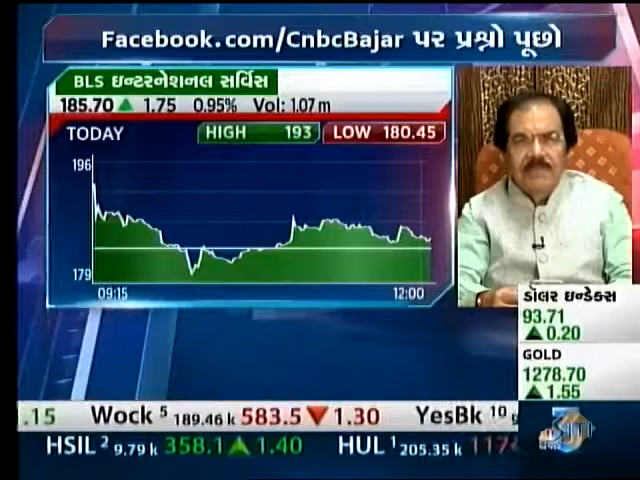 Facebook.com/CnbcBajar પર પ્રશ્નો પૂછો
BLS ઇન્ટરનેશનલ સર્વિસ
185.70 ▲ 1.75 0.95% Vol: 1.07 m
TODAY HIGH 193 LOW 180.45
196
179
09:15 12:00
ડૉલર ઇન્ડેક્સ
93.71
▲ 0.20
GOLD
1278.70
▲ 1.55
.15 Wock 5 189.46 k 583.5 ▼ 1.30 YesBk 10
HSIL 2 9.79 k 358.1 ▲ 1.40 HUL 1 205.35 k